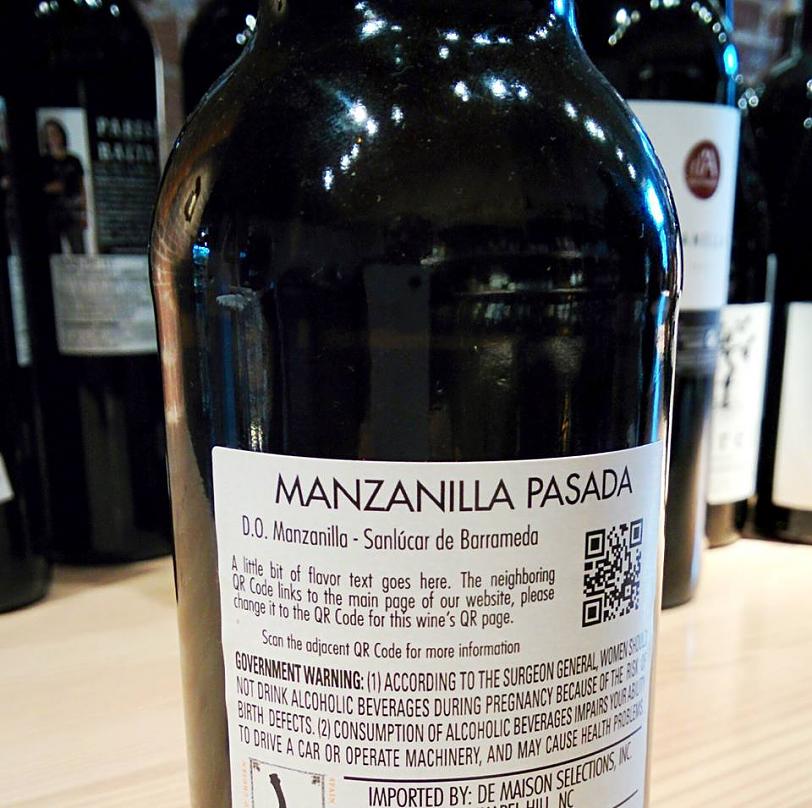 MANZANILLA PASADA
D.O. Manzanilla - Sanlúcar de Barrameda
A little bit of flavor text goes here. The neighboring
QR Code links to the main page of our website, please
change it to the QR Code for this wine's QR page.
Scan the adjacent QR Code for more information
GOVERNMENT WARNING: (1) ACCORDING TO THE SURGEON GENERAL, WOMEN SHOULD
NOT DRINK ALCOHOLIC BEVERAGES DURING PREGNANCY BECAUSE OF THE RISK OF
BIRTH DEFECTS. (2) CONSUMPTION OF ALCOHOLIC BEVERAGES IMPAIRS YOUR ABILITY
TO DRIVE A CAR OR OPERATE MACHINERY, AND MAY CAUSE HEALTH PROBLEMS.
IMPORTED BY: DE MAISON SELECTIONS, INC.
HILL, NC